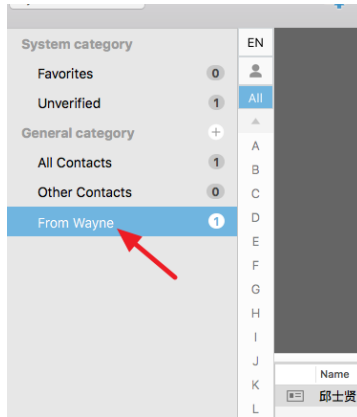 System category
Favorites 0
Unverified 1
General category +
All Contacts 1
Other Contacts 0
From Wayne 1
EN
All
A
B
C
D
E
F
G
H
I
J
K
L
Name
邱士贤